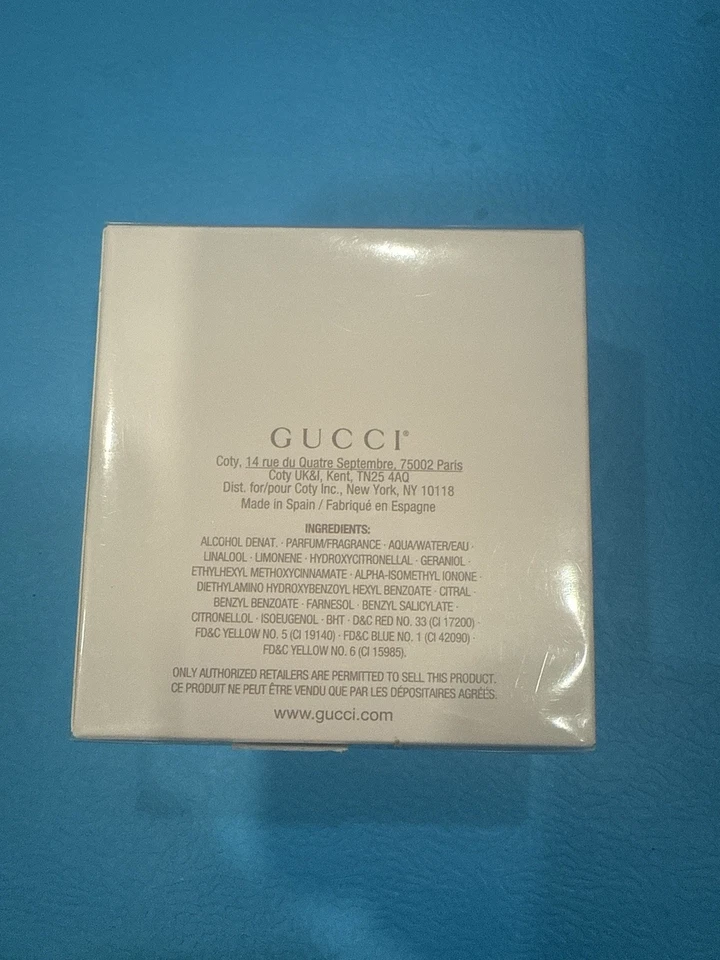 GUCCI®
Coty, 14 rue du Quatre Septembre, 75002 Paris
Coty UK&I, Kent, TN25 4AQ
Dist. for/pour Coty Inc., New York, NY 10118
Made in Spain / Fabriqué en Espagne
INGREDIENTS:
ALCOHOL DENAT. · PARFUM/FRAGRANCE · AQUA/WATER/EAU ·
LINALOOL · LIMONENE · HYDROXYCITRONELLAL · GERANIOL ·
ETHYLHEXYL METHOXYCINNAMATE · ALPHA-ISOMETHYL IONONE ·
DIETHYLAMINO HYDROXYBENZOYL HEXYL BENZOATE · CITRAL ·
BENZYL BENZOATE · FARNESOL · BENZYL SALICYLATE ·
CITRONELLOL · ISOEUGENOL · BHT · D&C RED NO. 33 (CI 17200) ·
FD&C YELLOW NO. 5 (CI 19140) · FD&C BLUE NO. 1 (CI 42090) ·
FD&C YELLOW NO. 6 (CI 15985).
ONLY AUTHORIZED RETAILERS ARE PERMITTED TO SELL THIS PRODUCT.
CE PRODUIT NE PEUT ÊTRE VENDU QUE PAR LES DÉPOSITAIRES AGRÉÉS.
www.gucci.com